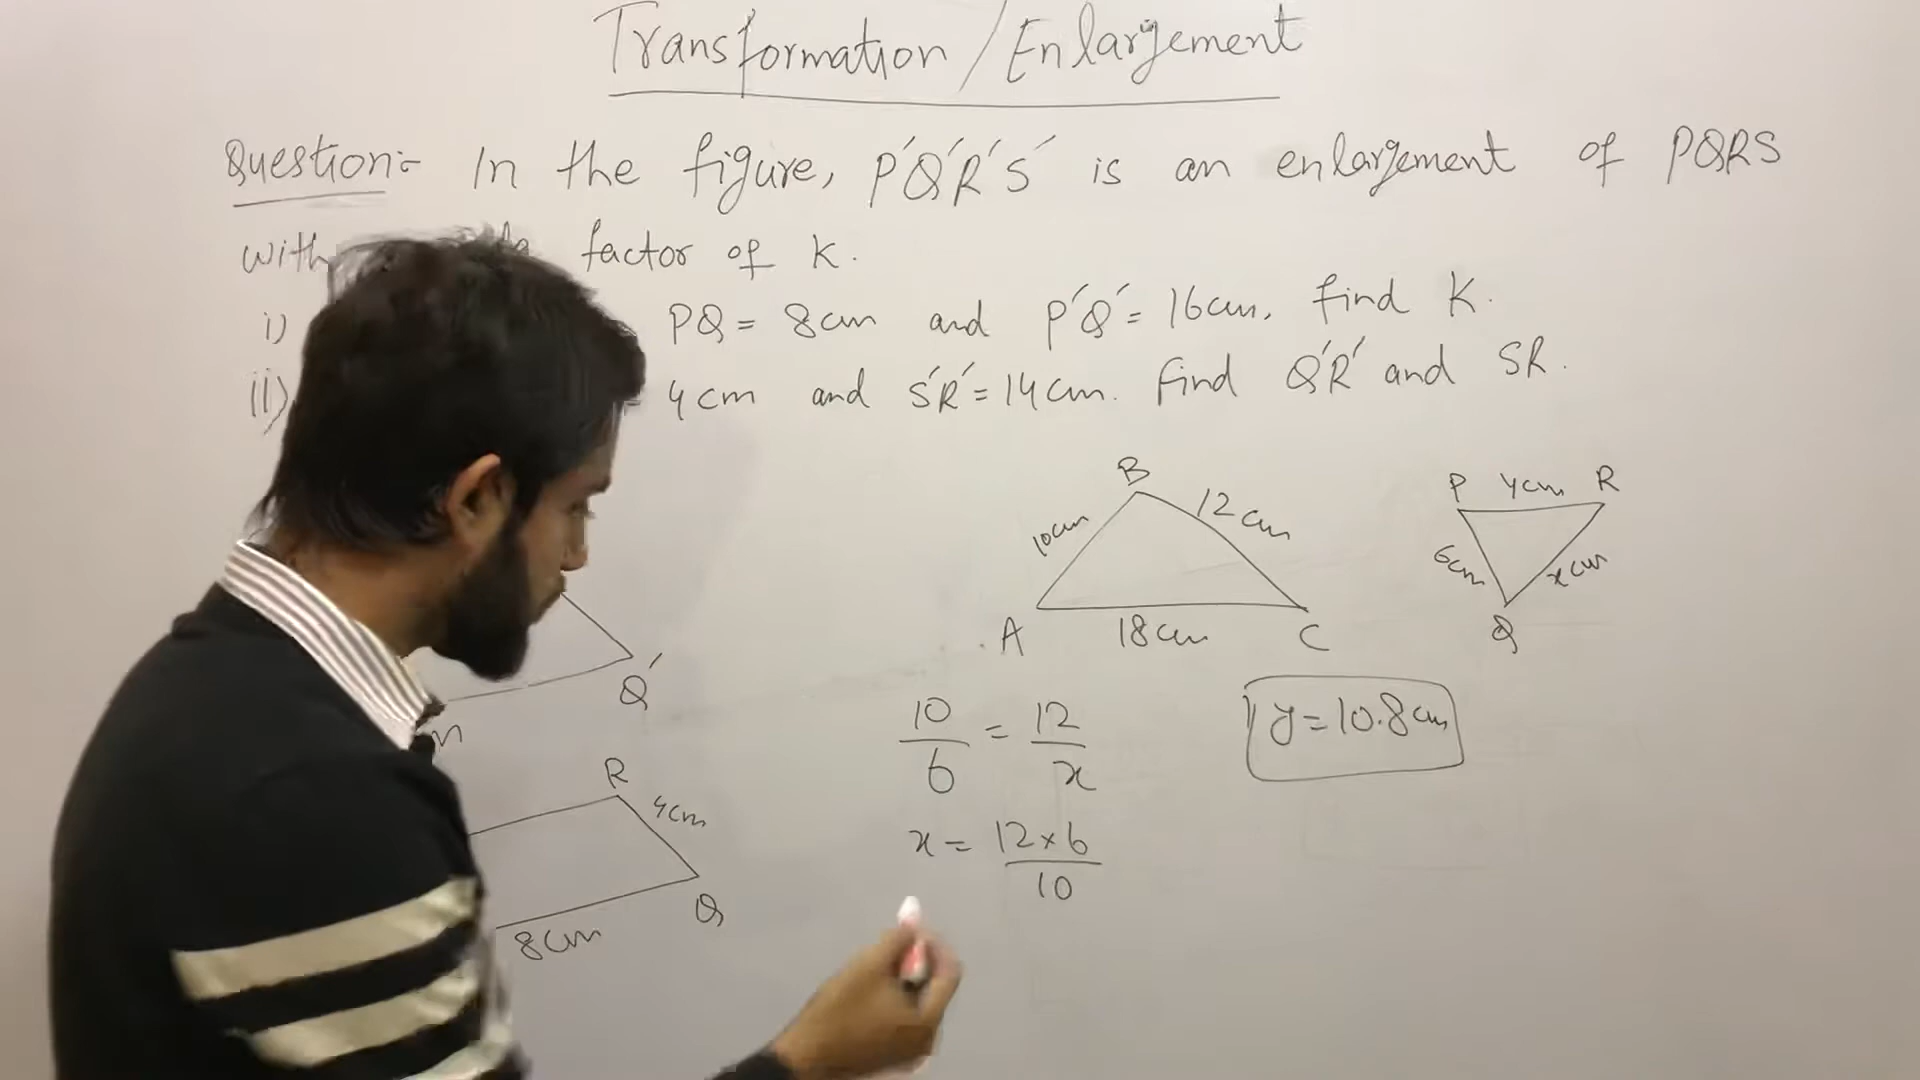 Transformation/Enlargement
Question:- In the figure, P'Q'R'S' is an enlargement of PQRS
with factor of K.
i) PQ = 8cm and P'Q' = 16cm, find K.
ii) 4cm and S'R' = 14cm. Find Q'R' and SR.
B
10cm
12cm
A
18cm
C
P
4cm
R
6cm
x cm
Q
Q'
R
4cm
Q
8cm
10/6 = 12/x
x = 12×6/10
y = 10.8cm